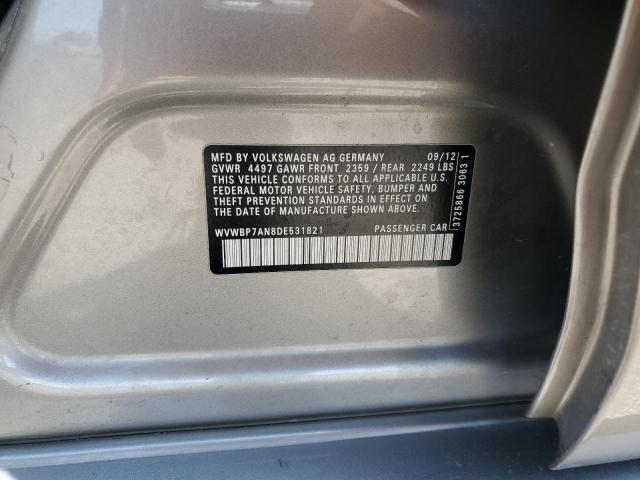 MFD BY VOLKSWAGEN AG GERMANY 09/12
GVWR 4497 GAWR FRONT 2359 / REAR 2249 LBS
THIS VEHICLE CONFORMS TO ALL APPLICABLE U.S.
FEDERAL MOTOR VEHICLE SAFETY, BUMPER AND
THEFT PREVENTION STANDARDS IN EFFECT ON THE
DATE OF MANUFACTURE SHOWN ABOVE.
WVWBP7AN8DE531821 PASSENGER CAR
3725866 3063 1